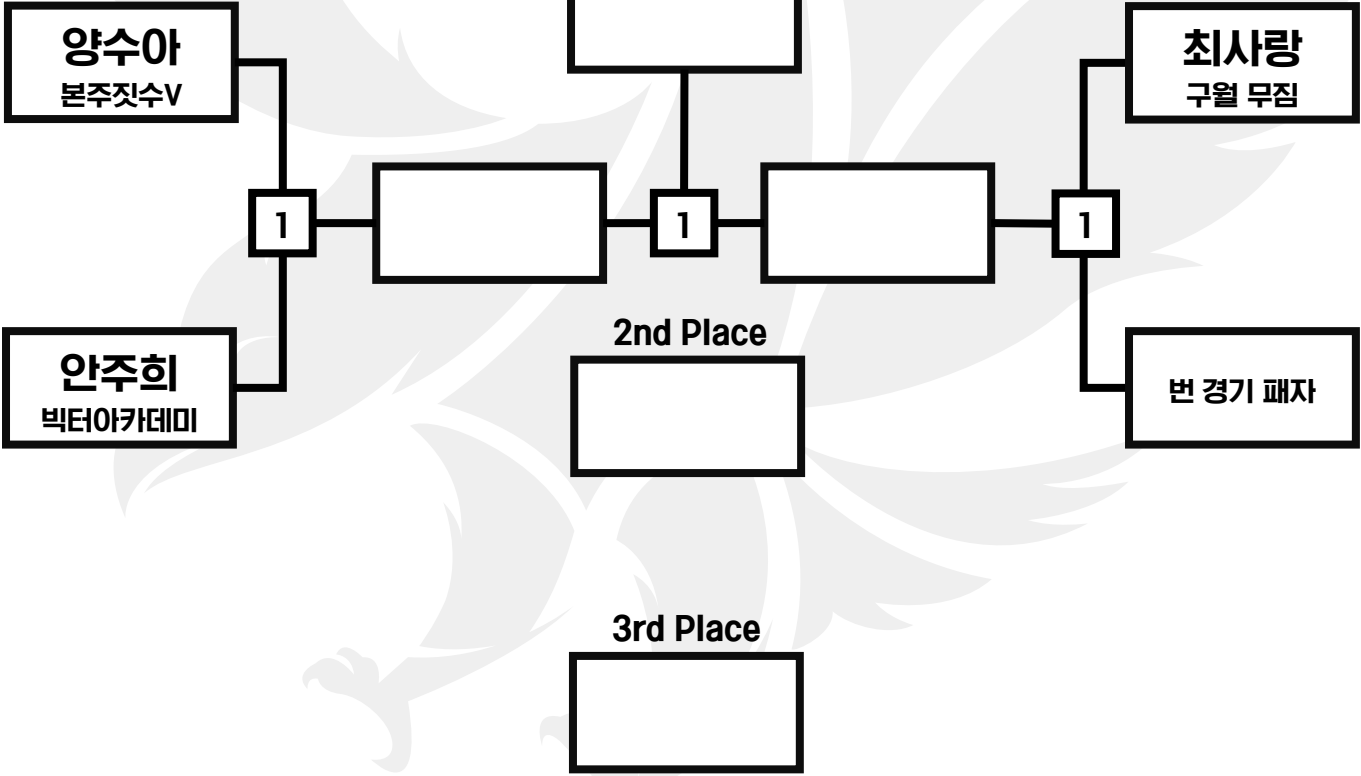 양수아
본주짓수V
최사랑
구월 무짐
1
1
1
2nd Place
안주희
빅터아카데미
번 경기 패자
3rd Place